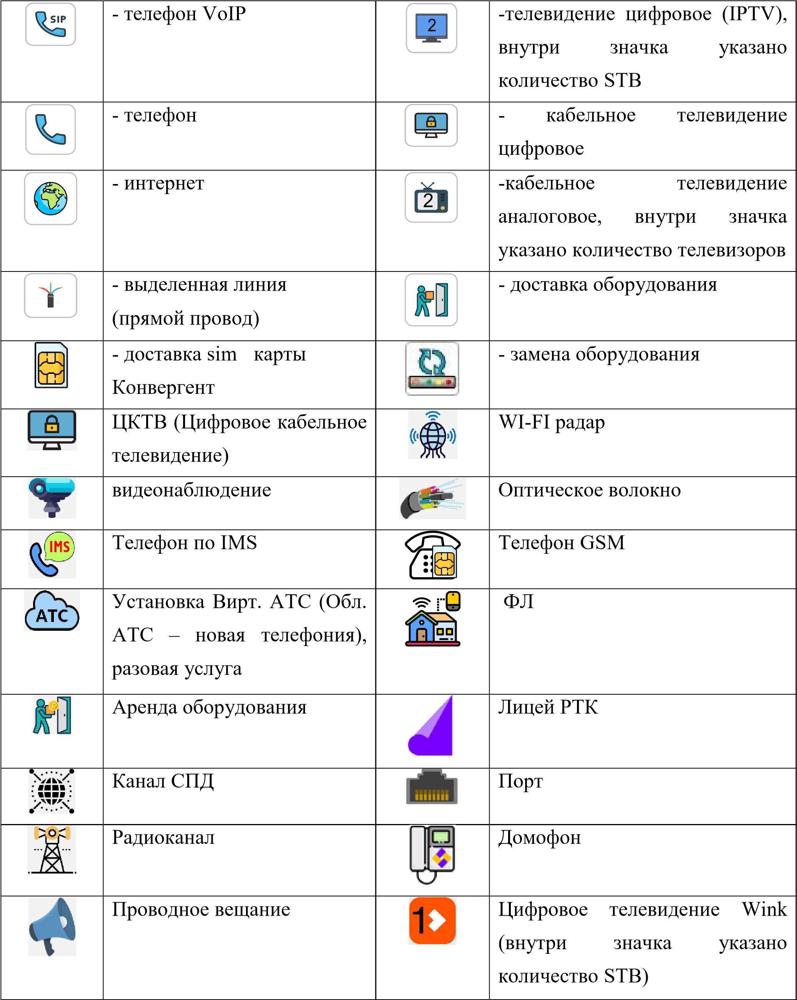 SIP
- телефон VoIP
2
-телевидение цифровое (IPTV),
внутри значка указано
количество STB
- телефон
- кабельное телевидение
цифровое
- интернет
2
-кабельное телевидение
аналоговое, внутри значка
указано количество телевизоров
- выделенная линия
(прямой провод)
- доставка оборудования
- доставка sim карты
Конвергент
- замена оборудования
ЦКТВ (Цифровое кабельное
телевидение)
WI-FI радар
видеонаблюдение
Оптическое волокно
IMS
Телефон по IMS
Телефон GSM
АТС
Установка Вирт. АТС (Обл.
АТС – новая телефония),
разовая услуга
ФЛ
₽
Аренда оборудования
Лицей РТК
Канал СПД
Порт
Радиоканал
Домофон
Проводное вещание
1
Цифровое телевидение Wink
(внутри значка указано
количество STB)